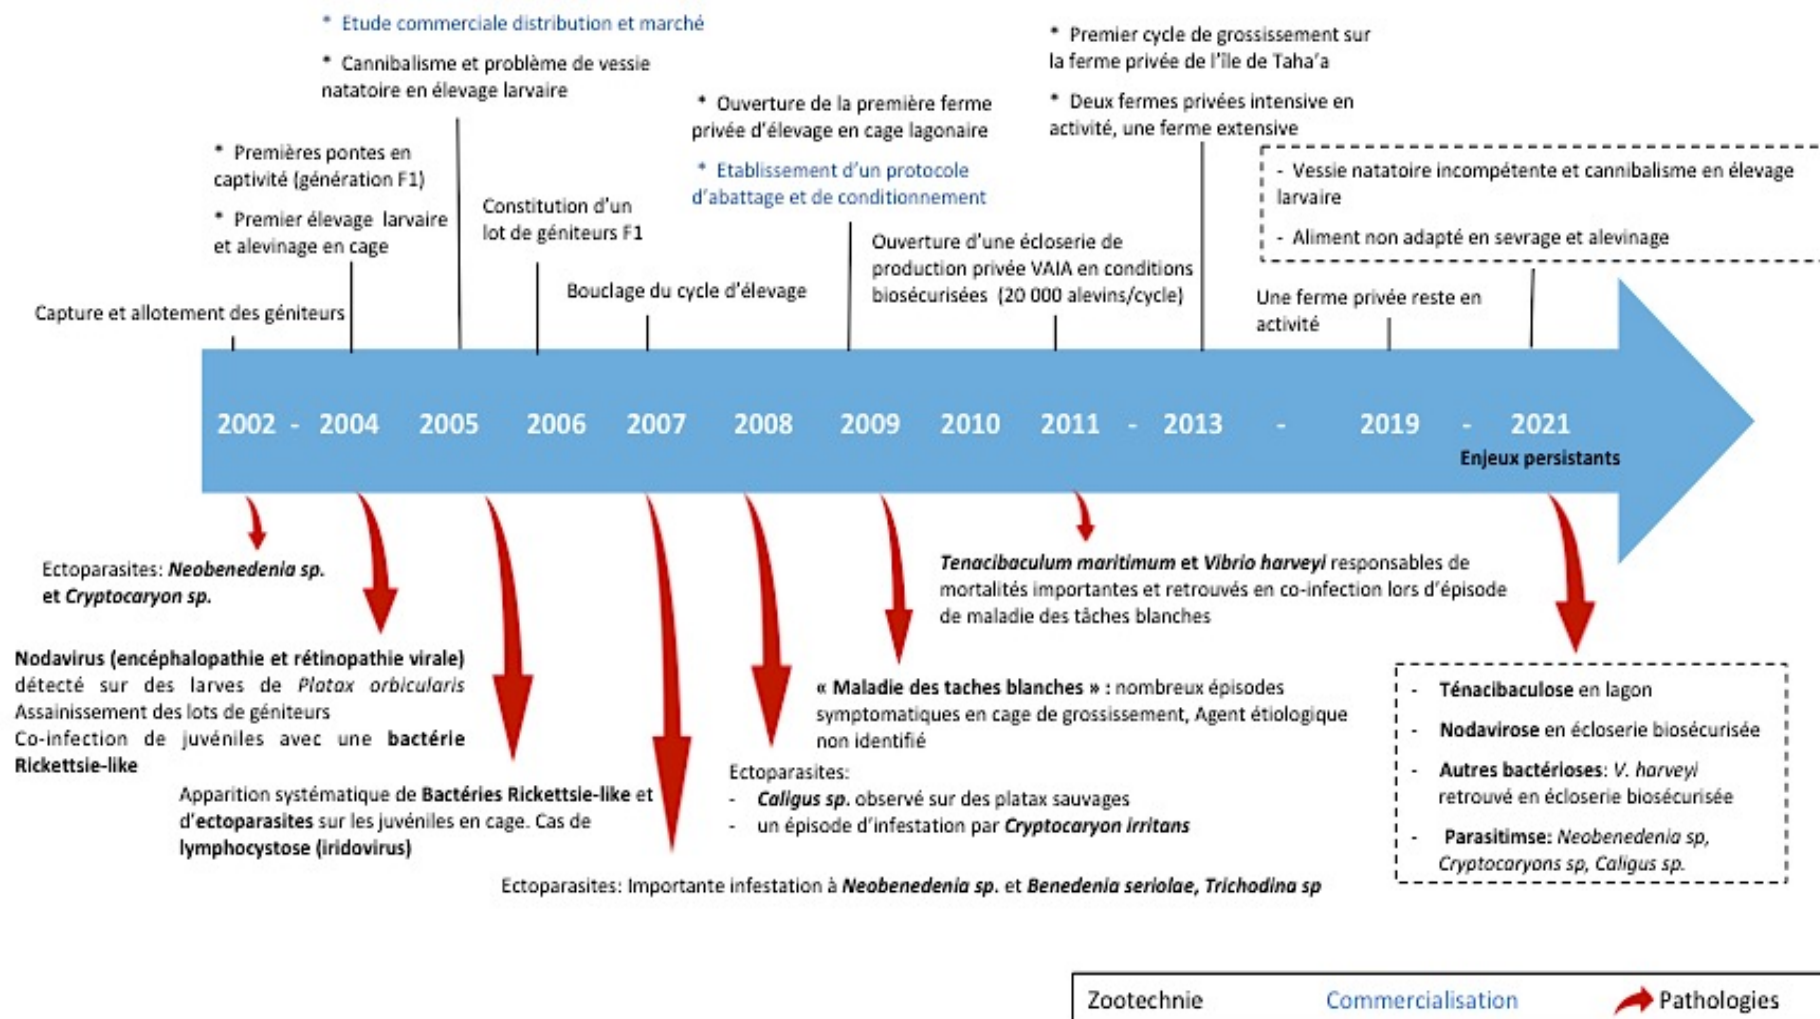 * Etude commerciale distribution et marché
* Cannibalisme et problème de vessie
natatoire en élevage larvaire
* Premier cycle de grossissement sur
la ferme privée de l'île de Taha'a
* Deux fermes privées intensive en
activité, une ferme extensive
* Ouverture de la première ferme
privée d'élevage en cage lagonaire
* Etablissement d'un protocole
d'abattage et de conditionnement
* Premières pontes en
captivité (génération F1)
* Premier élevage larvaire
et alevinage en cage
Constitution d'un
lot de géniteurs F1
- Vessie natatoire incompétente et cannibalisme en élevage
larvaire
- Aliment non adapté en sevrage et alevinage
Ouverture d'une écloserie de
production privée VAIA en conditions
biosécurisées (20 000 alevins/cycle)
Bouclage du cycle d'élevage
Capture et allotement des géniteurs
Une ferme privée reste en
activité
2002 - 2004 2005 2006 2007 2008 2009 2010 2011 - 2013 - 2019 - 2021
Enjeux persistants
Ectoparasites: Neobenedenia sp.
et Cryptocaryon sp.
Tenacibaculum maritimum et Vibrio harveyi responsables de
mortalités importantes et retrouvés en co-infection lors d'épisode
de maladie des tâches blanches
Nodavirus (encéphalopathie et rétinopathie virale)
détecté sur des larves de Platax orbicularis
Assainissement des lots de géniteurs
Co-infection de juvéniles avec une bactérie
Rickettsie-like
« Maladie des taches blanches » : nombreux épisodes
symptomatiques en cage de grossissement, Agent étiologique
non identifié
Apparition systématique de Bactéries Rickettsie-like et
d'ectoparasites sur les juvéniles en cage. Cas de
lymphocystose (iridovirus)
Ectoparasites:
- Caligus sp. observé sur des platax sauvages
- un épisode d'infestation par Cryptocaryon irritans
Ectoparasites: Importante infestation à Neobenedenia sp. et Benedenia seriolae, Trichodina sp
- Ténacibaculose en lagon
- Nodavirose en écloserie biosécurisée
- Autres bactérioses: V. harveyi
retrouvé en écloserie biosécurisée
- Parasitimse: Neobenedenia sp,
Cryptocaryons sp, Caligus sp.
Zootechnie Commercialisation Pathologies